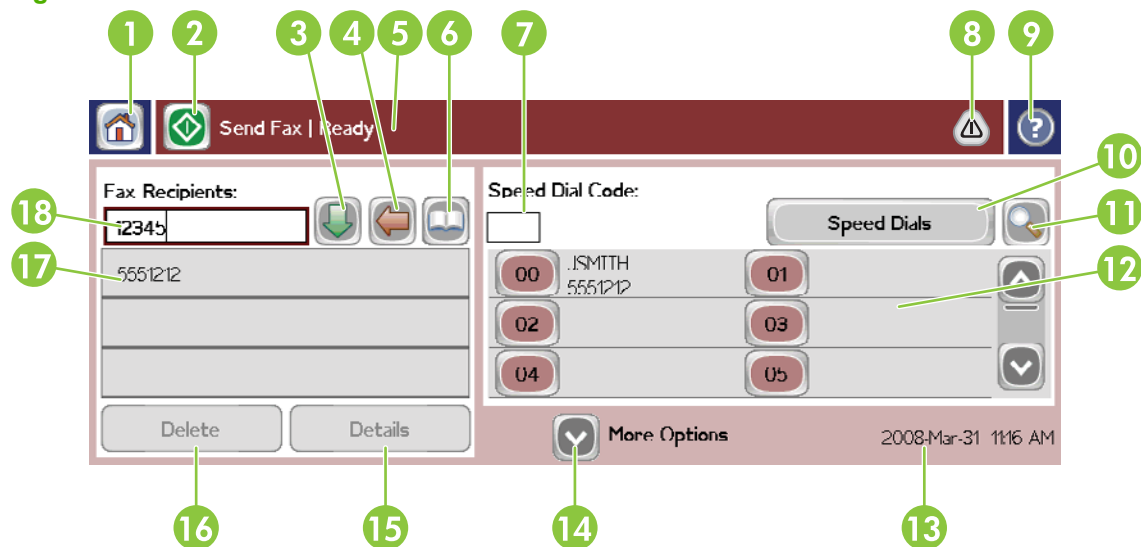 1 2 3 4 5 6 7 8 9
Send Fax | Ready
Fax Recipients:
Speed Dial Code:
10
18
12345
Speed Dials
11
17
5551212
00 JSMITH
5551212
01
12
02
03
04
05
Delete
Details
More Options
2008-Mar-31 11:16 AM
16
15
14
13